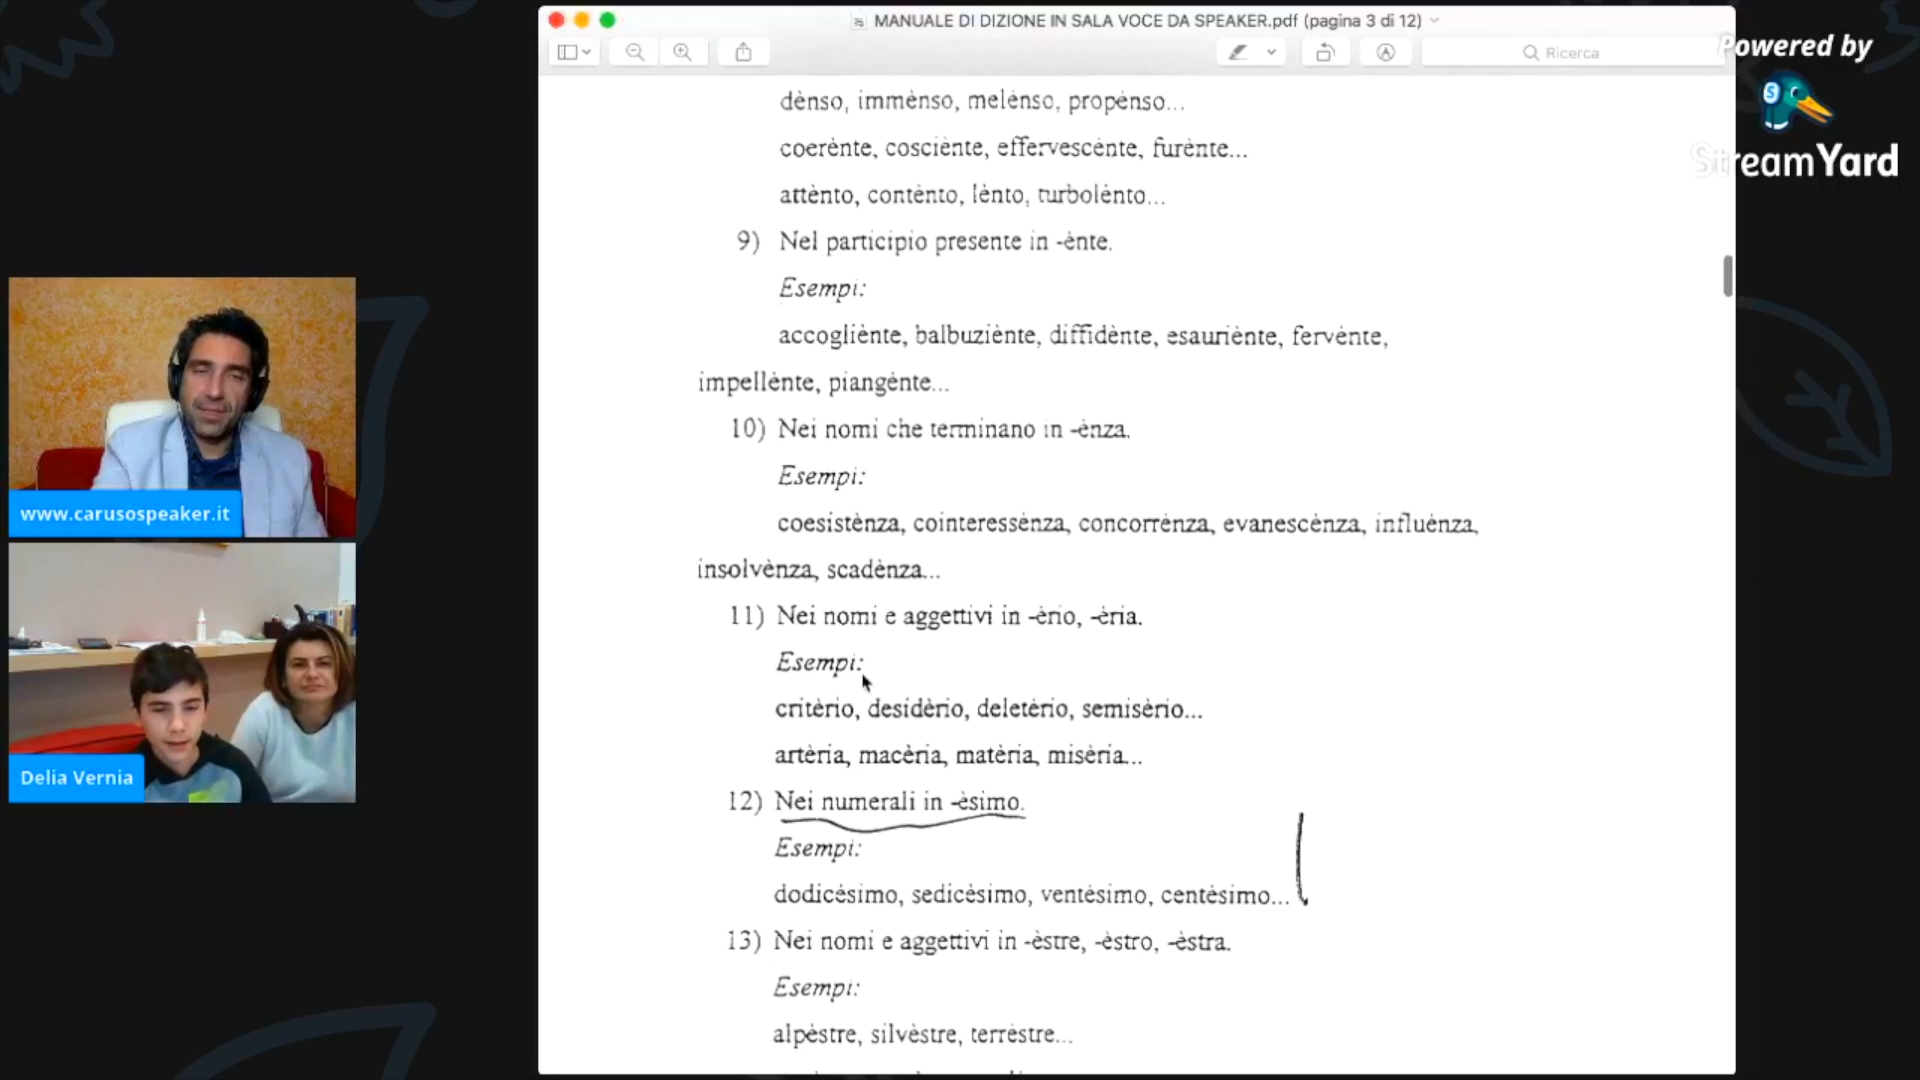 MANUALE DI DIZIONE IN SALA VOCE DA SPEAKER.pdf (pagina 3 di 12)
Ricerca
Powered by
StreamYard
dènso, immènso, melènso, propènso...
coerènte, cosciènte, effervescènte, furènte...
attènto, contènto, lènto, turbolènto...
9) Nel participio presente in -ènte.
Esempi:
accogliènte, balbuziènte, diffidènte, esauriènte, fervènte,
impellènte, piangènte...
10) Nei nomi che terminano in -ènza.
Esempi:
coesistènza, cointeressènza, concorrènza, evanescènza, influènza,
insolvènza, scadènza...
11) Nei nomi e aggettivi in -èrio, -èria.
Esempi:
critèrio, desidèrio, deletèrio, semisèrio...
artèria, macèria, matèria, misèria...
12) Nei numerali in -èsimo.
Esempi:
dodicèsimo, sedicèsimo, ventèsimo, centèsimo...
13) Nei nomi e aggettivi in -èstre, -èstro, -èstra.
Esempi:
alpèstre, silvèstre, terrèstre...
www.carusospeaker.it
Delia Vernia